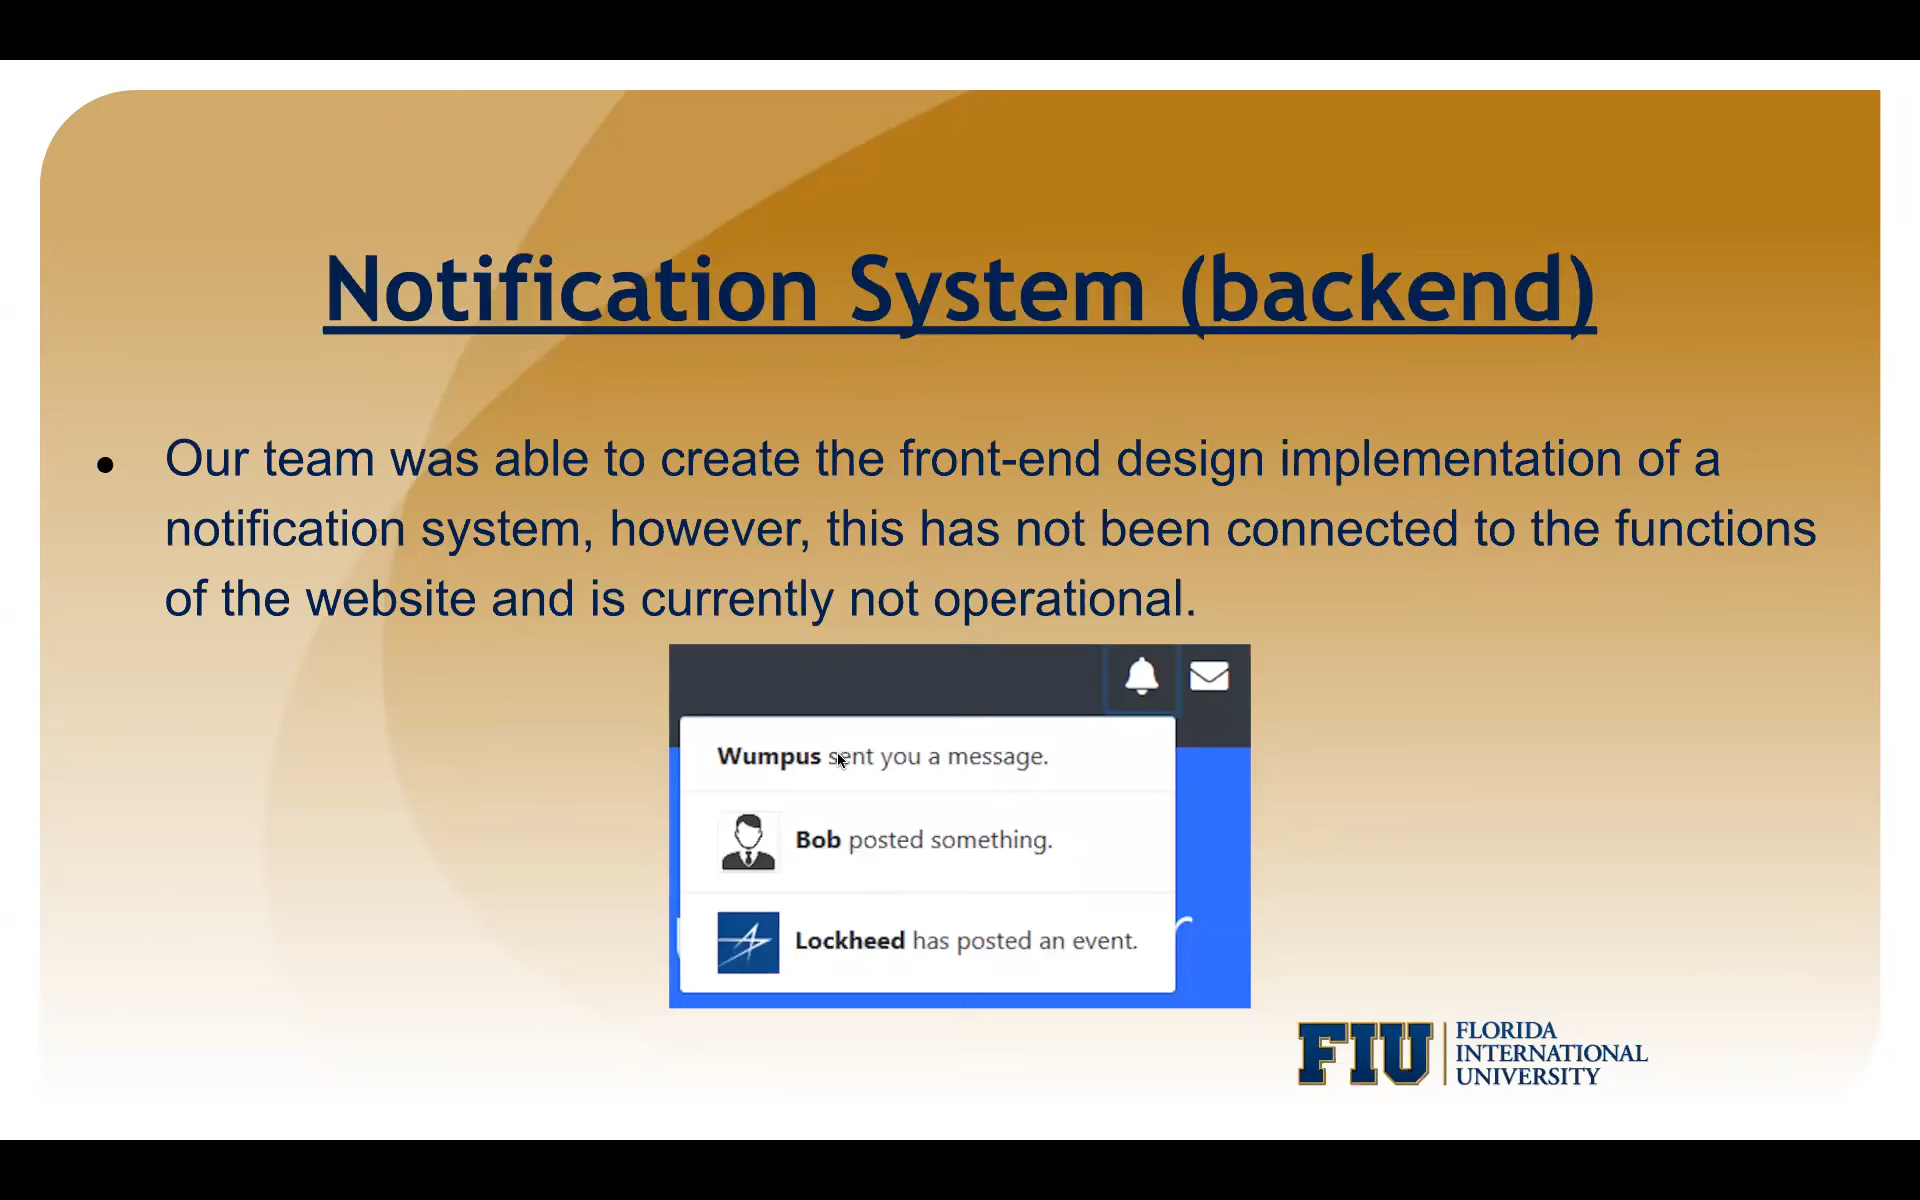 Notification System (backend)
● Our team was able to create the front-end design implementation of a
notification system, however, this has not been connected to the functions
of the website and is currently not operational.
Wumpus sent you a message.
Bob posted something.
Lockheed has posted an event.
FIU
FLORIDA
INTERNATIONAL
UNIVERSITY